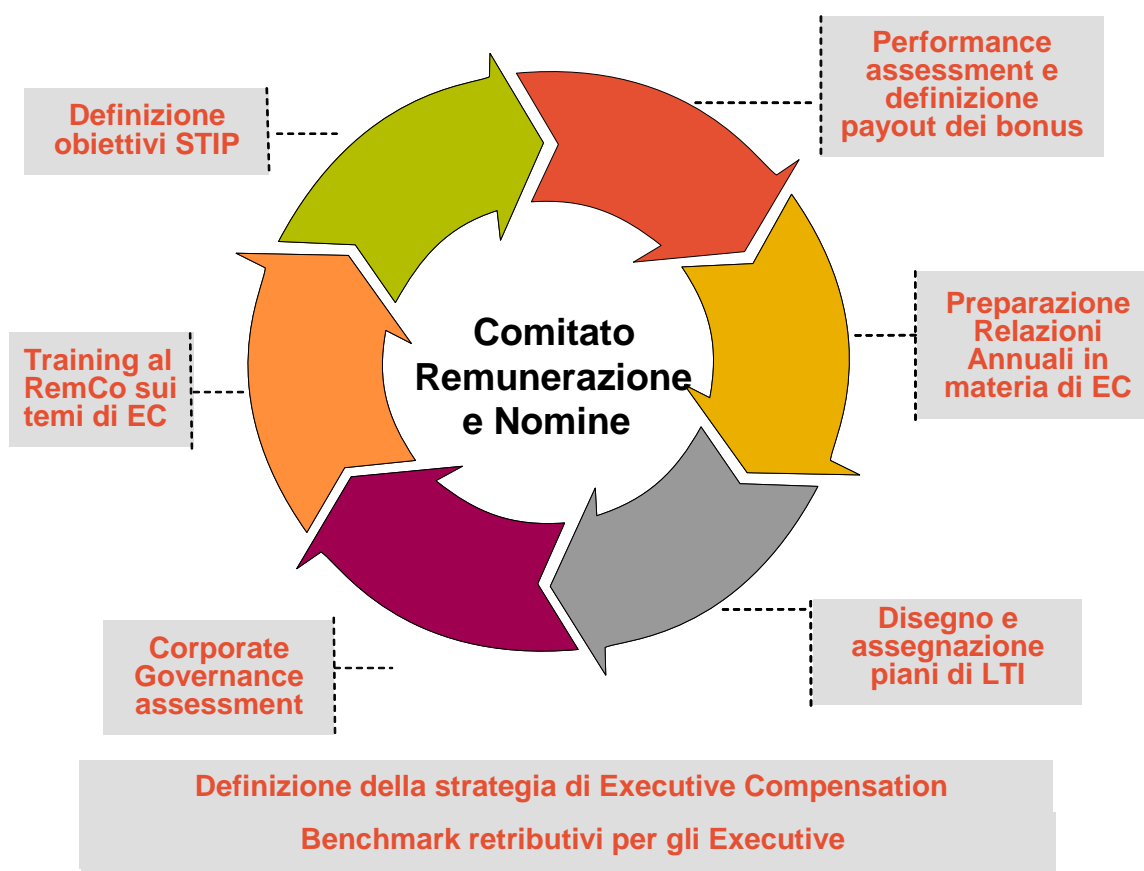 Performance
assessment e
definizione
payout dei bonus
Definizione
obiettivi STIP
Preparazione
Relazioni
Annuali in
materia di EC
Comitato
Remunerazione
e Nomine
Training al
RemCo sui
temi di EC
Disegno e
assegnazione
piani di LTI
Corporate
Governance
assessment
Definizione della strategia di Executive Compensation
Benchmark retributivi per gli Executive